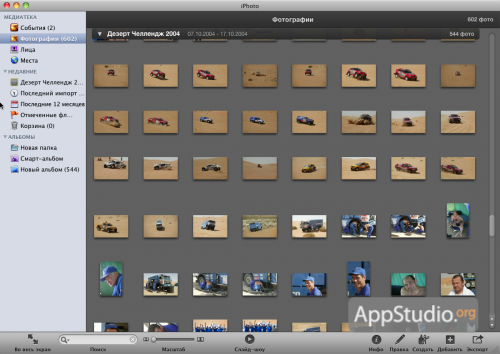 iPhoto
МЕДИАТЕКА
События (2)
Фотографии (602)
Лица
Места
НЕДАВНИЕ
Дезерт Челлендж 2...
Последний импорт ...
Последние 12 месяцев
Отмеченные фл...
Корзина (0)
АЛЬБОМЫ
Новая папка
Смарт-альбом
Новый альбом (544)
Фотографии
602 фото
Дезерт Челлендж 2004 07.10.2004 - 17.10.2004 544 фото
AppStudio.org
Во весь экран Поиск Масштаб Слайд-шоу Инфо Правка Создать Добавить Экспорт